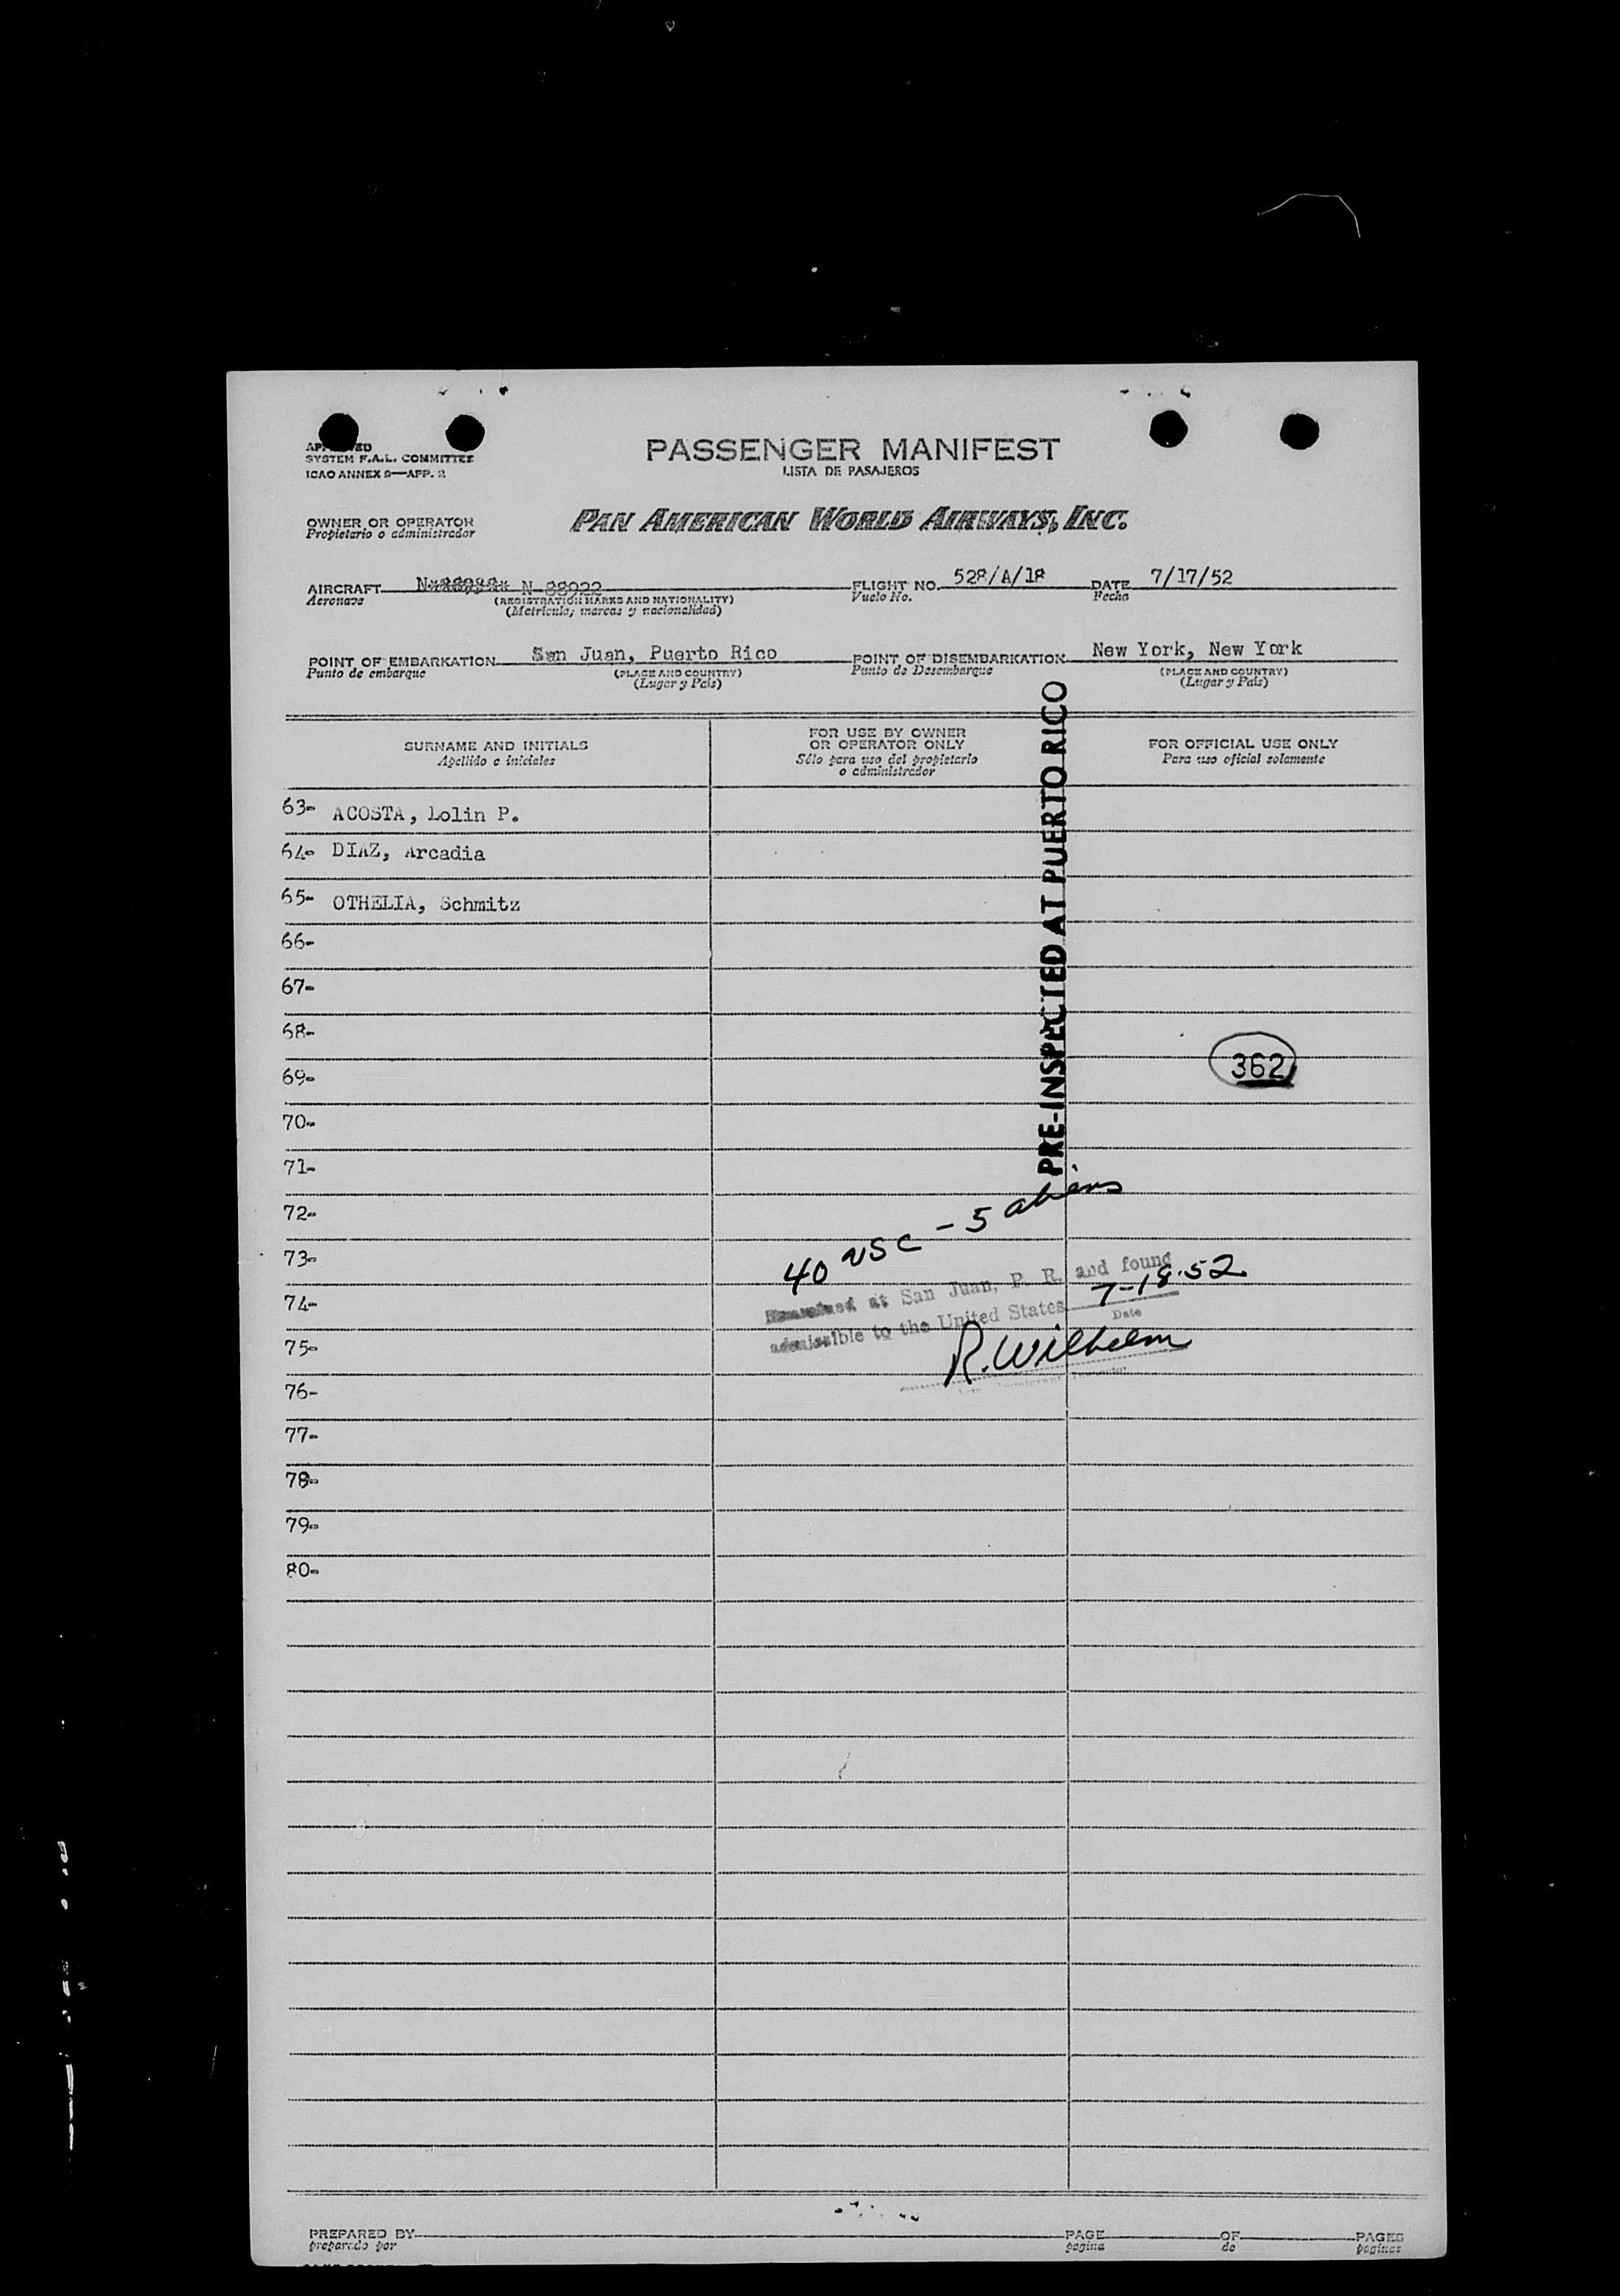 APPROVED
SYSTEM F.A.L. COMMITTEE
ICAO ANNEX 9—APP. 2
PASSENGER MANIFEST
LISTA DE PASAJEROS
OWNER OR OPERATOR
Propietario o administrador
PAN AMERICAN WORLD AIRWAYS, INC.
AIRCRAFT N 88922
Aeronave
(REGISTRATION MARKS AND NATIONALITY)
(Matricula; marcas y nacionalidad)
FLIGHT NO. 528/A/18
Vuelo No.
DATE 7/17/52
Fecha
POINT OF EMBARKATION San Juan, Puerto Rico
Punto de embarque
(PLACE AND COUNTRY)
(Lugar y País)
POINT OF DISEMBARKATION New York, New York
Punto de Desembarque
(PLACE AND COUNTRY)
(Lugar y País)
SURNAME AND INITIALS
Apellido e iniciales
FOR USE BY OWNER
OR OPERATOR ONLY
Sólo para uso del propietario
o administrador
FOR OFFICIAL USE ONLY
Para uso oficial solamente
63- ACOSTA, Lolin P.
64- DIAZ, Arcadia
65- OTHELIA, Schmitz
66-
67-
68-
69-
70-
71-
72-
73-
74-
75-
76-
77-
78-
79-
80-
PRE-INSPECTED AT PUERTO RICO
362
40 USC - 5 aliens
Examined at San Juan, P. R. and found
admissible to the United States 7-18-52
Date
R. Wilhelm
PREPARED BY
preparado por
PAGE
pagina
OF
de
PAGES
paginas